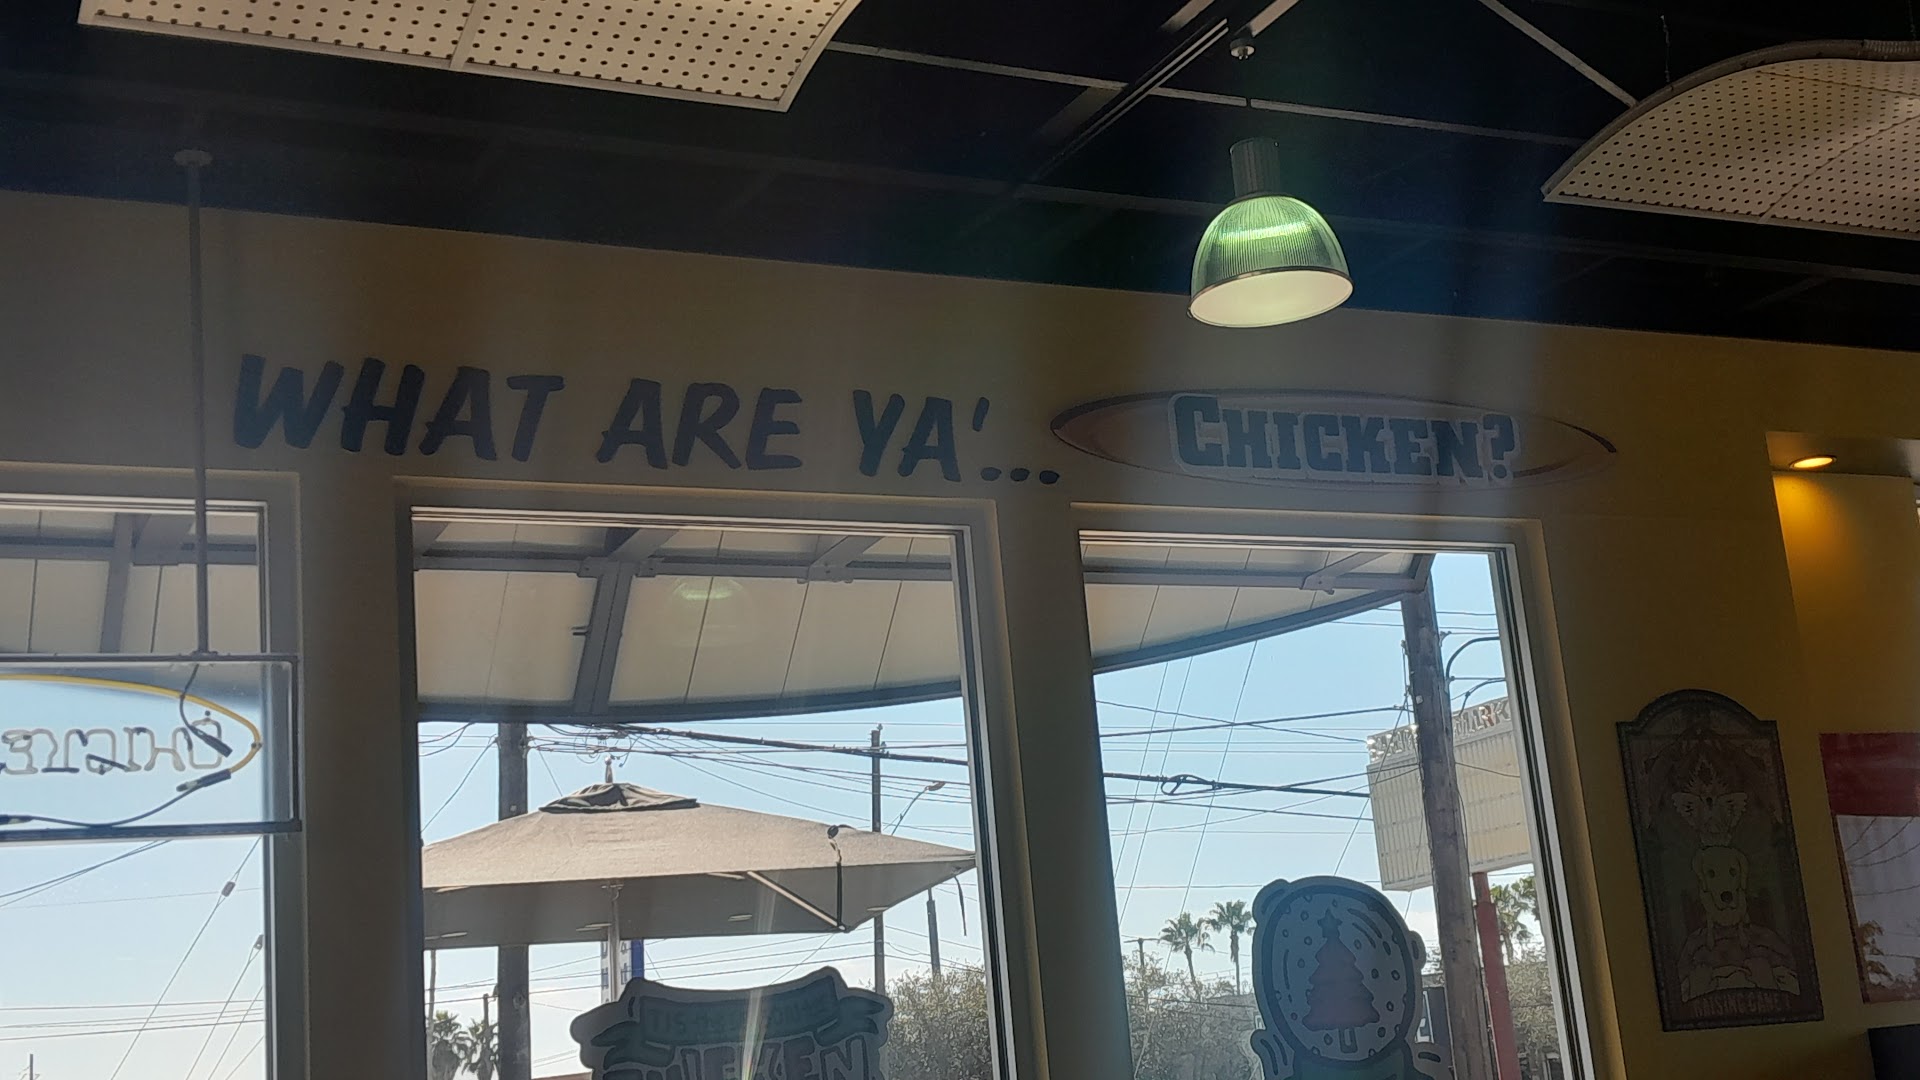 WHAT ARE YA'... CHICKEN?
CHICKEN
RAISING CANE'S